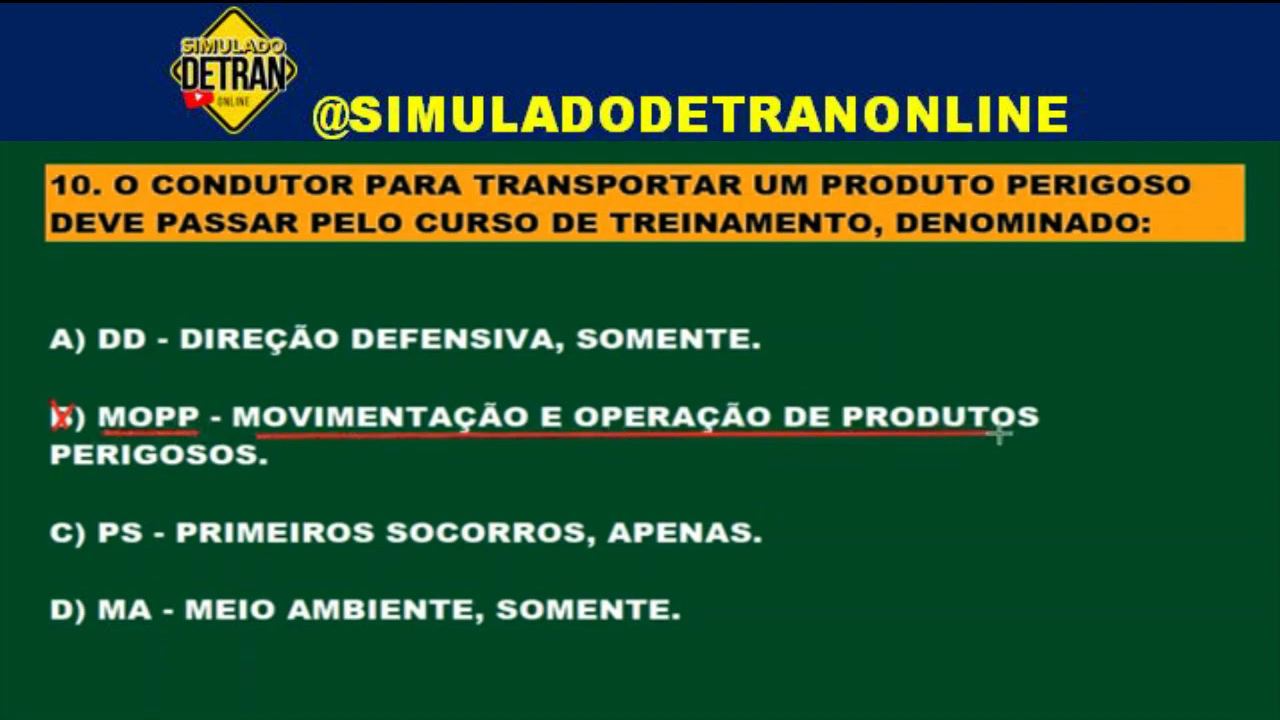 SIMULADO
DETRAN
ONLINE
@SIMULADODETRANONLINE
10. O CONDUTOR PARA TRANSPORTAR UM PRODUTO PERIGOSO
DEVE PASSAR PELO CURSO DE TREINAMENTO, DENOMINADO:
A) DD - DIREÇÃO DEFENSIVA, SOMENTE.
B) MOPP - MOVIMENTAÇÃO E OPERAÇÃO DE PRODUTOS
PERIGOSOS.
C) PS - PRIMEIROS SOCORROS, APENAS.
D) MA - MEIO AMBIENTE, SOMENTE.